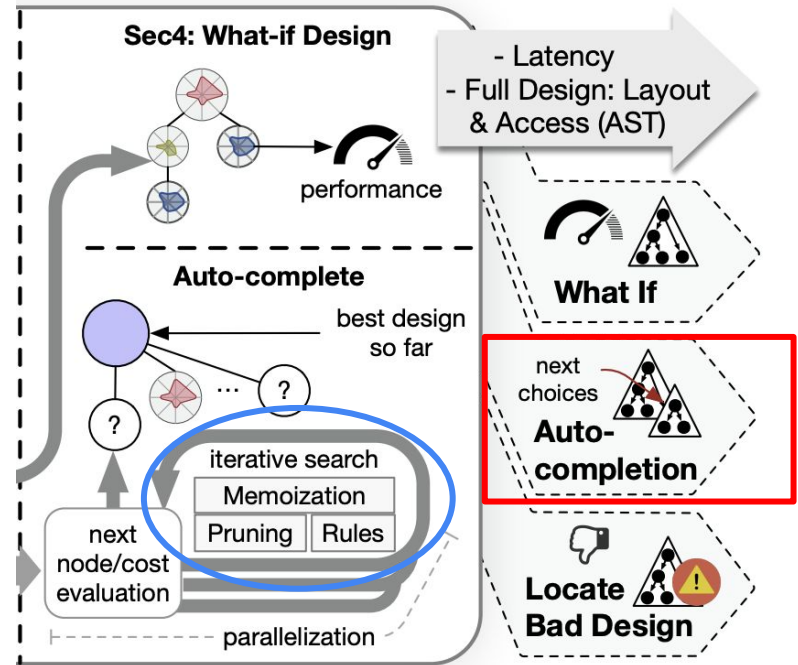 Sec4: What-if Design
- Latency
- Full Design: Layout
& Access (AST)
performance
What If
Auto-complete
best design
so far
?
...
?
next
choices
Auto-
completion
iterative search
Memoization
Pruning
Rules
next
node/cost
evaluation
parallelization
!
Locate
Bad Design